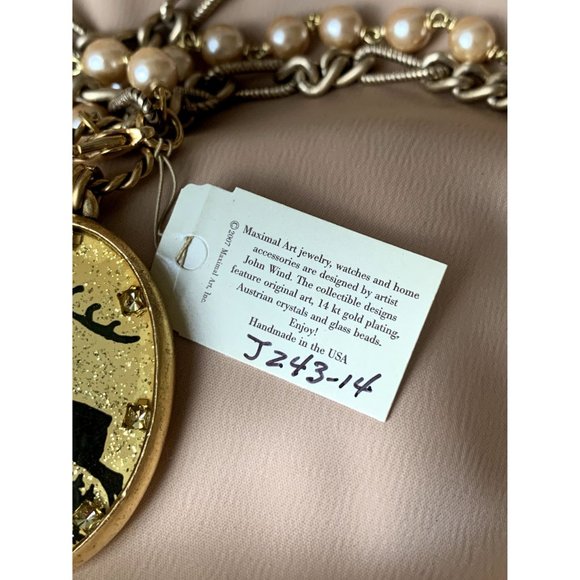 ©2007 Maximal Art, Inc.
Maximal Art jewelry, watches and home
accessories are designed by artist
John Wind. The collectible designs
feature original art, 14 kt gold plating,
Austrian crystals and glass beads.
Enjoy!
Handmade in the USA
J243-14